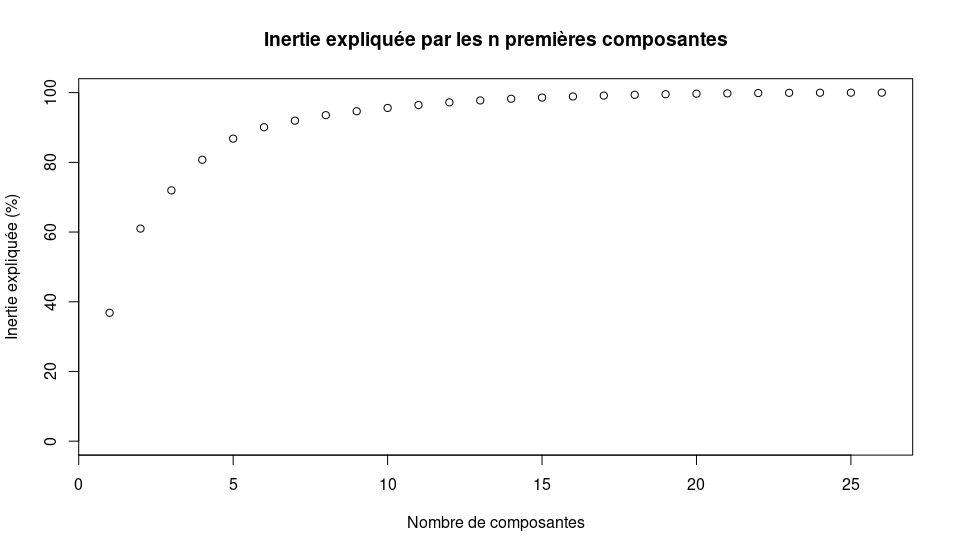 Inertie expliquée par les n premières composantes
Inertie expliquée (%)
100
80
60
40
20
0
0 5 10 15 20 25
Nombre de composantes